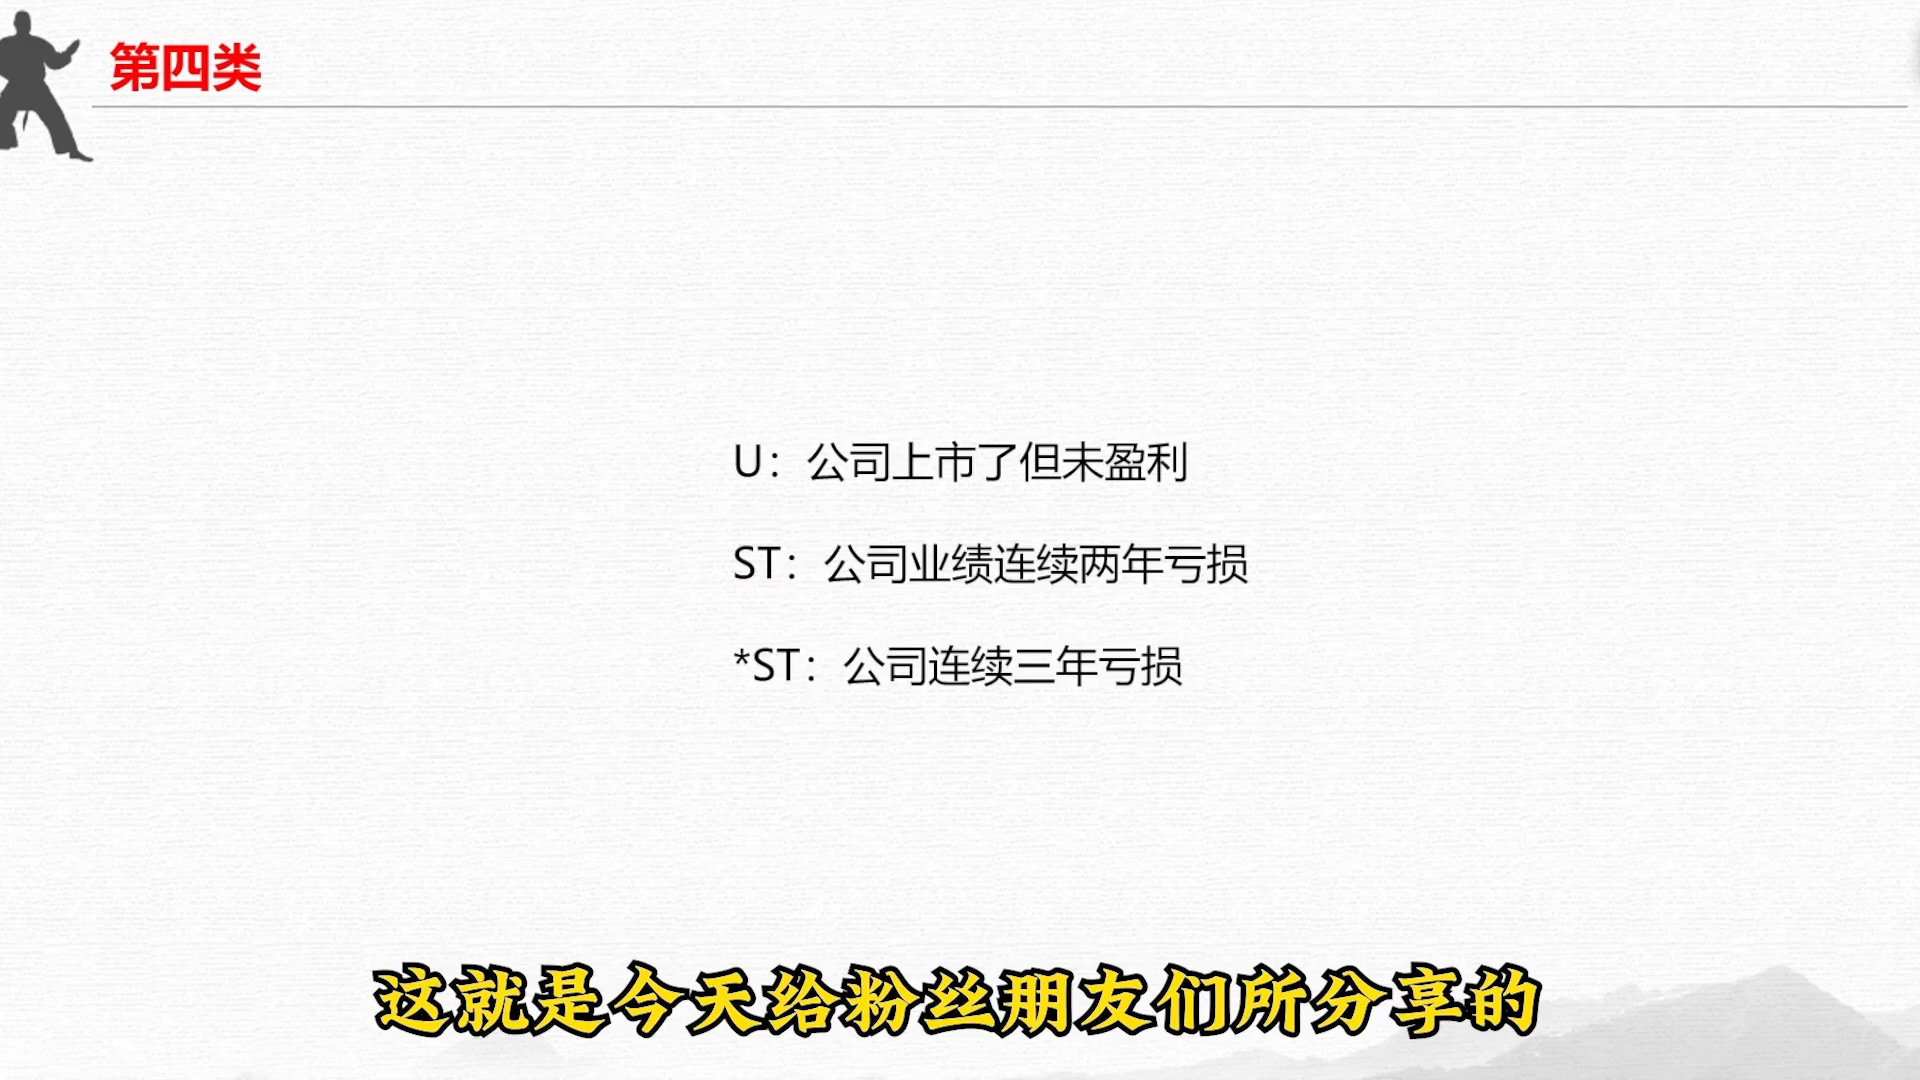 第四类
U：公司上市了但未盈利
ST：公司业绩连续两年亏损
*ST：公司连续三年亏损
这就是今天给粉丝朋友们所分享的